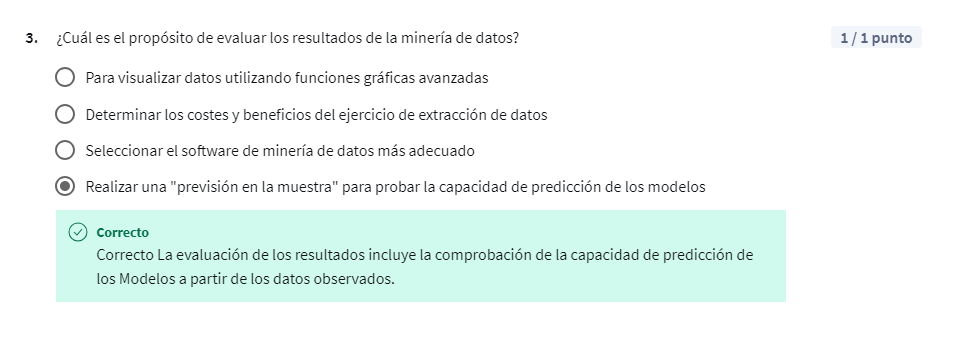 3. ¿Cuál es el propósito de evaluar los resultados de la minería de datos?
1 / 1 punto
Para visualizar datos utilizando funciones gráficas avanzadas
Determinar los costes y beneficios del ejercicio de extracción de datos
Seleccionar el software de minería de datos más adecuado
Realizar una "previsión en la muestra" para probar la capacidad de predicción de los modelos
Correcto
Correcto La evaluación de los resultados incluye la comprobación de la capacidad de predicción de
los Modelos a partir de los datos observados.